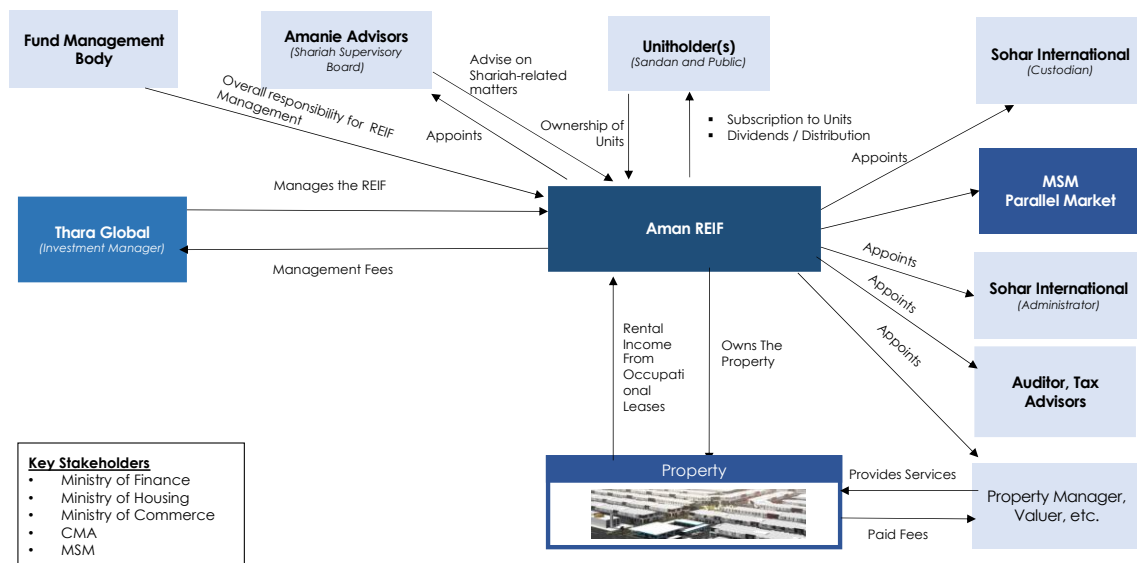 Fund Management
Body
Amanie Advisors
(Shariah Supervisory
Board)
Unitholder(s)
(Sandan and Public)
Sohar International
(Custodian)
Overall responsibility for REIF
Management
Advise on
Shariah-related
matters
Appoints
Ownership of
Units
▪ Subscription to Units
▪ Dividends / Distribution
Appoints
MSM
Parallel Market
Manages the REIF
Thara Global
(Investment Manager)
Aman REIF
Management Fees
Appoints
Sohar International
(Administrator)
Appoints
Appoints
Auditor, Tax
Advisors
Rental
Income
From
Occupati
onal
Leases
Owns The
Property
Key Stakeholders
• Ministry of Finance
• Ministry of Housing
• Ministry of Commerce
• CMA
• MSM
Property
Provides Services
Paid Fees
Property Manager,
Valuer, etc.